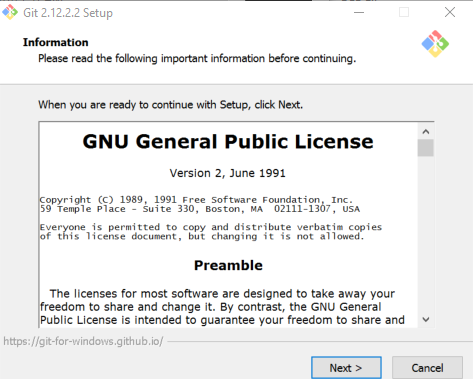 Git 2.12.2.2 Setup
Information
Please read the following important information before continuing.
When you are ready to continue with Setup, click Next.
GNU General Public License
Version 2, June 1991
Copyright (C) 1989, 1991 Free Software Foundation, Inc.
59 Temple Place - Suite 330, Boston, MA  02111-1307, USA
Everyone is permitted to copy and distribute verbatim copies
of this license document, but changing it is not allowed.
Preamble
The licenses for most software are designed to take away your
freedom to share and change it. By contrast, the GNU General
Public License is intended to guarantee your freedom to share and
https://git-for-windows.github.io/
Next >
Cancel